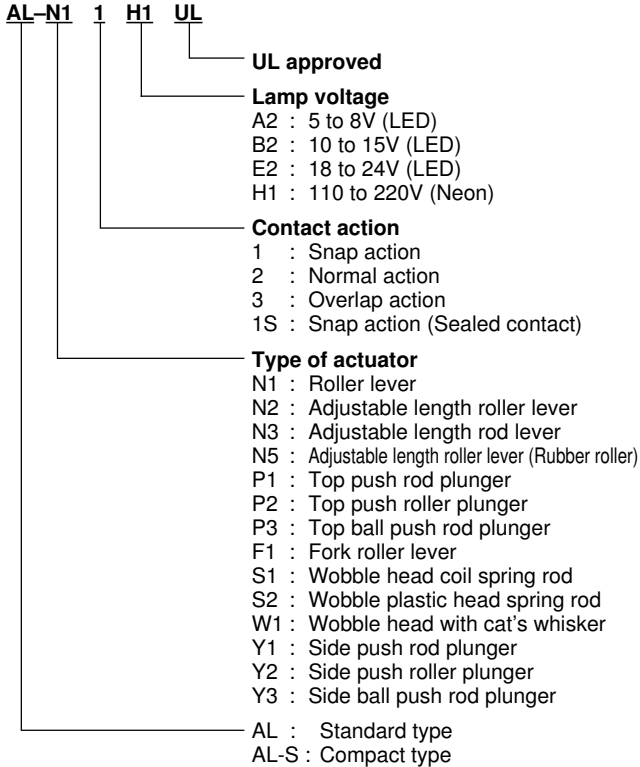 AL–N1 1 H1 UL
UL approved
Lamp voltage
A2 : 5 to 8V (LED)
B2 : 10 to 15V (LED)
E2 : 18 to 24V (LED)
H1 : 110 to 220V (Neon)
Contact action
1 : Snap action
2 : Normal action
3 : Overlap action
1S : Snap action (Sealed contact)
Type of actuator
N1 : Roller lever
N2 : Adjustable length roller lever
N3 : Adjustable length rod lever
N5 : Adjustable length roller lever (Rubber roller)
P1 : Top push rod plunger
P2 : Top push roller plunger
P3 : Top ball push rod plunger
F1 : Fork roller lever
S1 : Wobble head coil spring rod
S2 : Wobble plastic head spring rod
W1 : Wobble head with cat's whisker
Y1 : Side push rod plunger
Y2 : Side push roller plunger
Y3 : Side ball push rod plunger
AL : Standard type
AL-S : Compact type